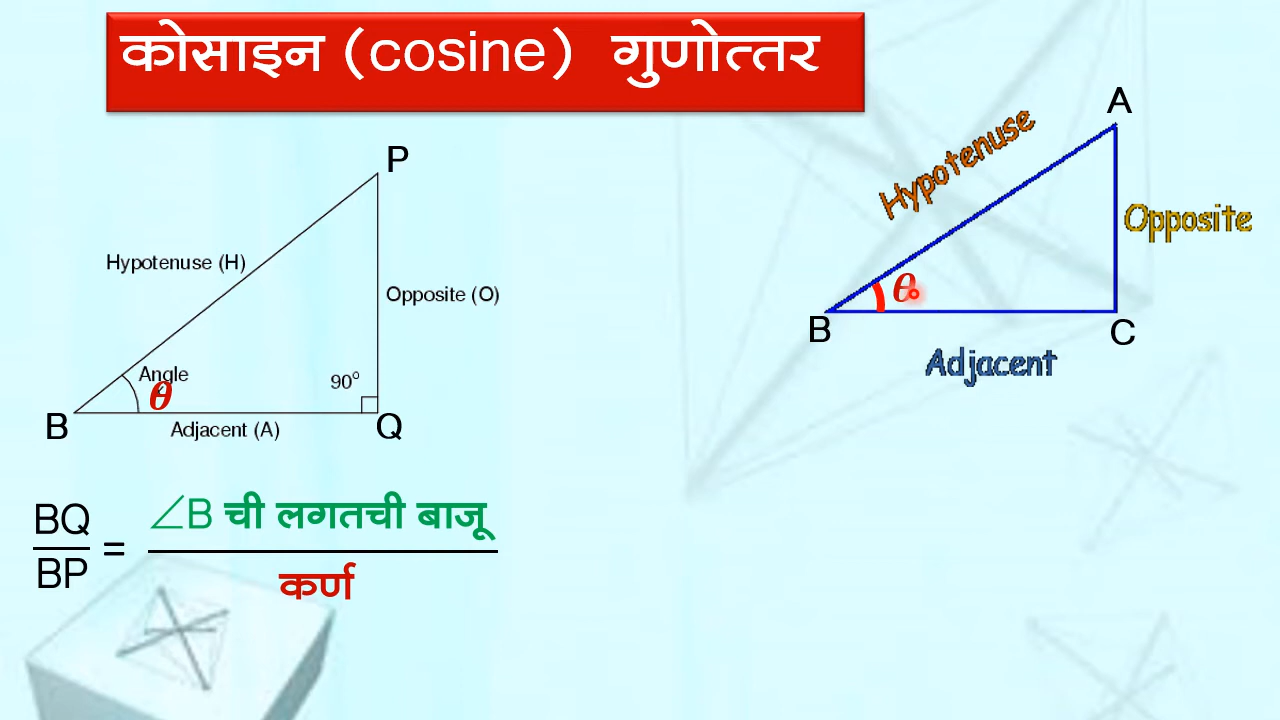 कोसाइन (cosine) गुणोत्तर
P
Hypotenuse (H)
Opposite (O)
Angle
θ
90°
B
Q
Adjacent (A)
A
Hypotenuse
Opposite
θ
B
C
Adjacent
BQ
BP
=
∠B ची लगतची बाजू
कर्ण